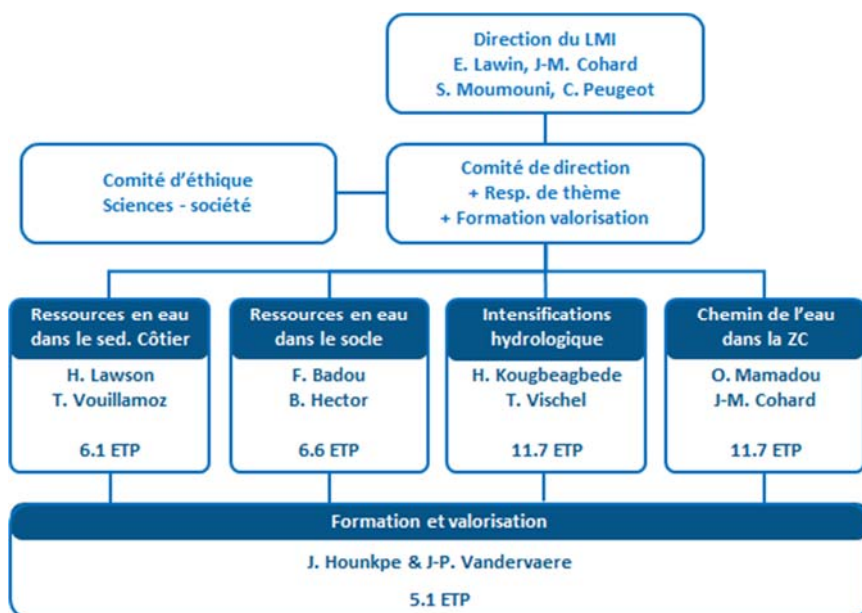 Direction du LMI
E. Lawin, J-M. Cohard
S. Moumouni, C. Peugeot
Comité d'éthique
Sciences - société
Comité de direction
+ Resp. de thème
+ Formation valorisation
Ressources en eau
dans le sed. Côtier
H. Lawson
T. Vouillamoz
6.1 ETP
Ressources en eau
dans le socle
F. Badou
B. Hector
6.6 ETP
Intensifications
hydrologique
H. Kougbeagbede
T. Vischel
11.7 ETP
Chemin de l'eau
dans la ZC
O. Mamadou
J-M. Cohard
11.7 ETP
Formation et valorisation
J. Hounkpe & J-P. Vandervaere
5.1 ETP